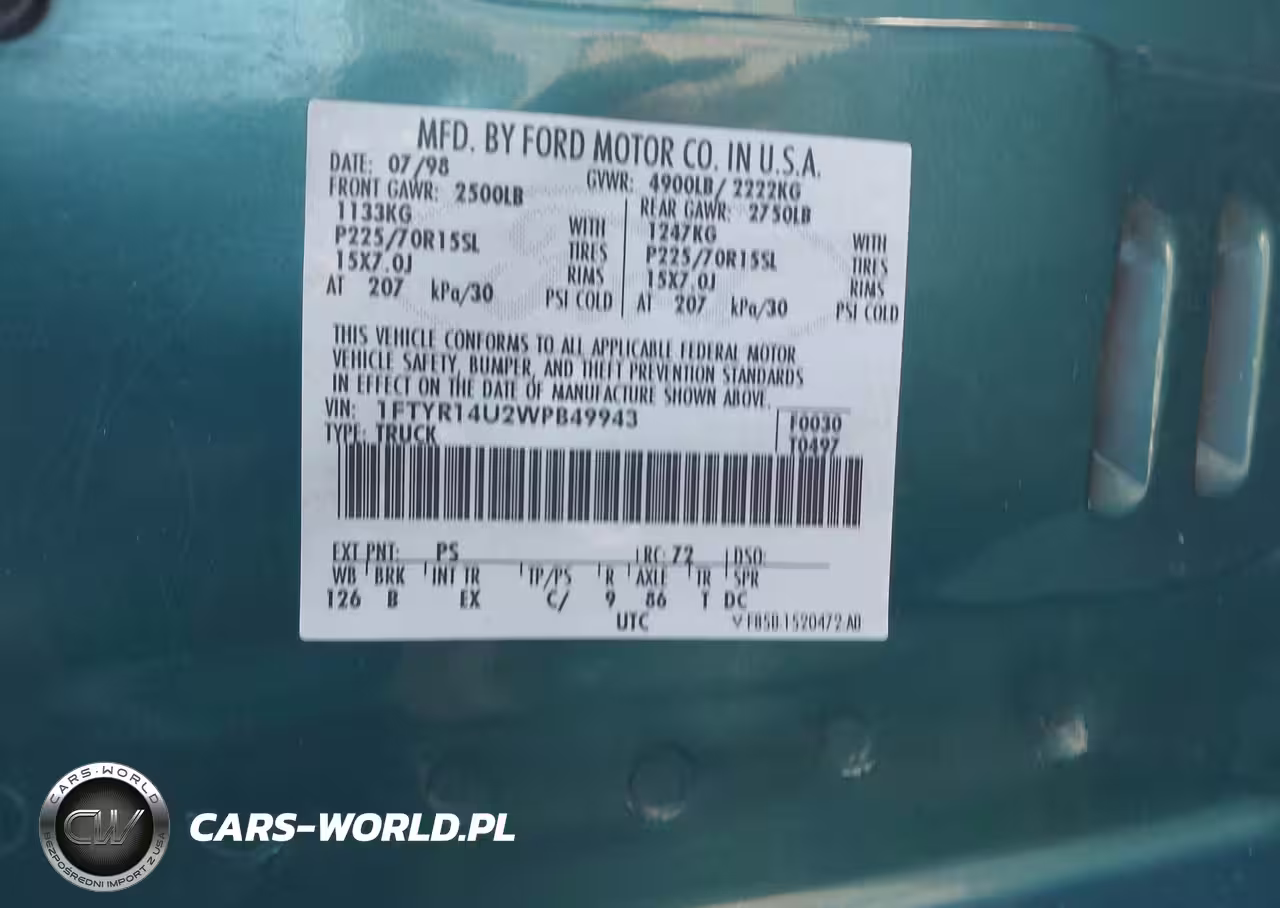 MFD. BY FORD MOTOR CO. IN U.S.A.
DATE: 07/98 GVWR: 4900LB/ 2222KG
FRONT GAWR: 2500LB REAR GAWR: 2750LB
1133KG WITH 1247KG WITH
P225/70R15SL TIRES P225/70R15SL TIRES
15X7.0J RIMS 15X7.0J RIMS
AT 207 kPa/30 PSI COLD AT 207 kPa/30 PSI COLD
THIS VEHICLE CONFORMS TO ALL APPLICABLE FEDERAL MOTOR
VEHICLE SAFETY, BUMPER, AND THEFT PREVENTION STANDARDS
IN EFFECT ON THE DATE OF MANUFACTURE SHOWN ABOVE.
VIN: 1FTYR14U2WPB49943 F0030
TYPE: TRUCK T0497
EXT PNT: PS RC: 72 DSO:
WB BRK INT TR TP/PS R AXLE TR SPR
126 B EX C/ 9 86 T DC
UTC
CARS-WORLD
CW
BEZPOŚREDNI IMPORT Z USA
CARS-WORLD.PL